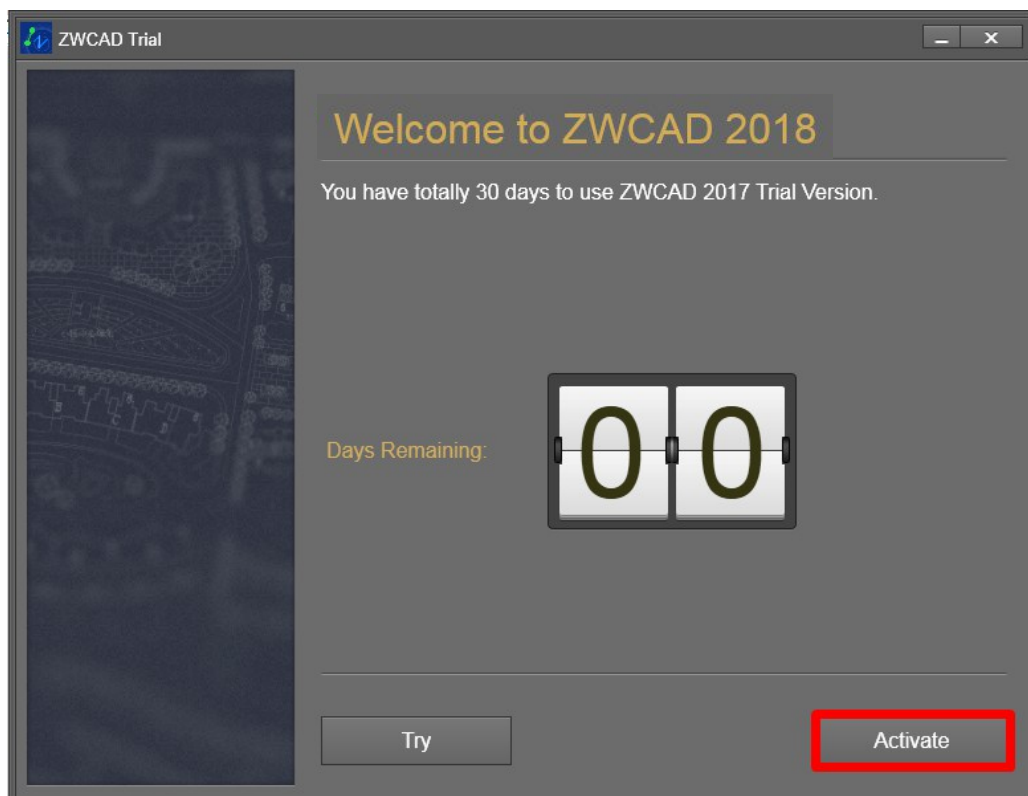 ZWCAD Trial
Welcome to ZWCAD 2018
You have totally 30 days to use ZWCAD 2017 Trial Version.
Days Remaining:
00
Try
Activate